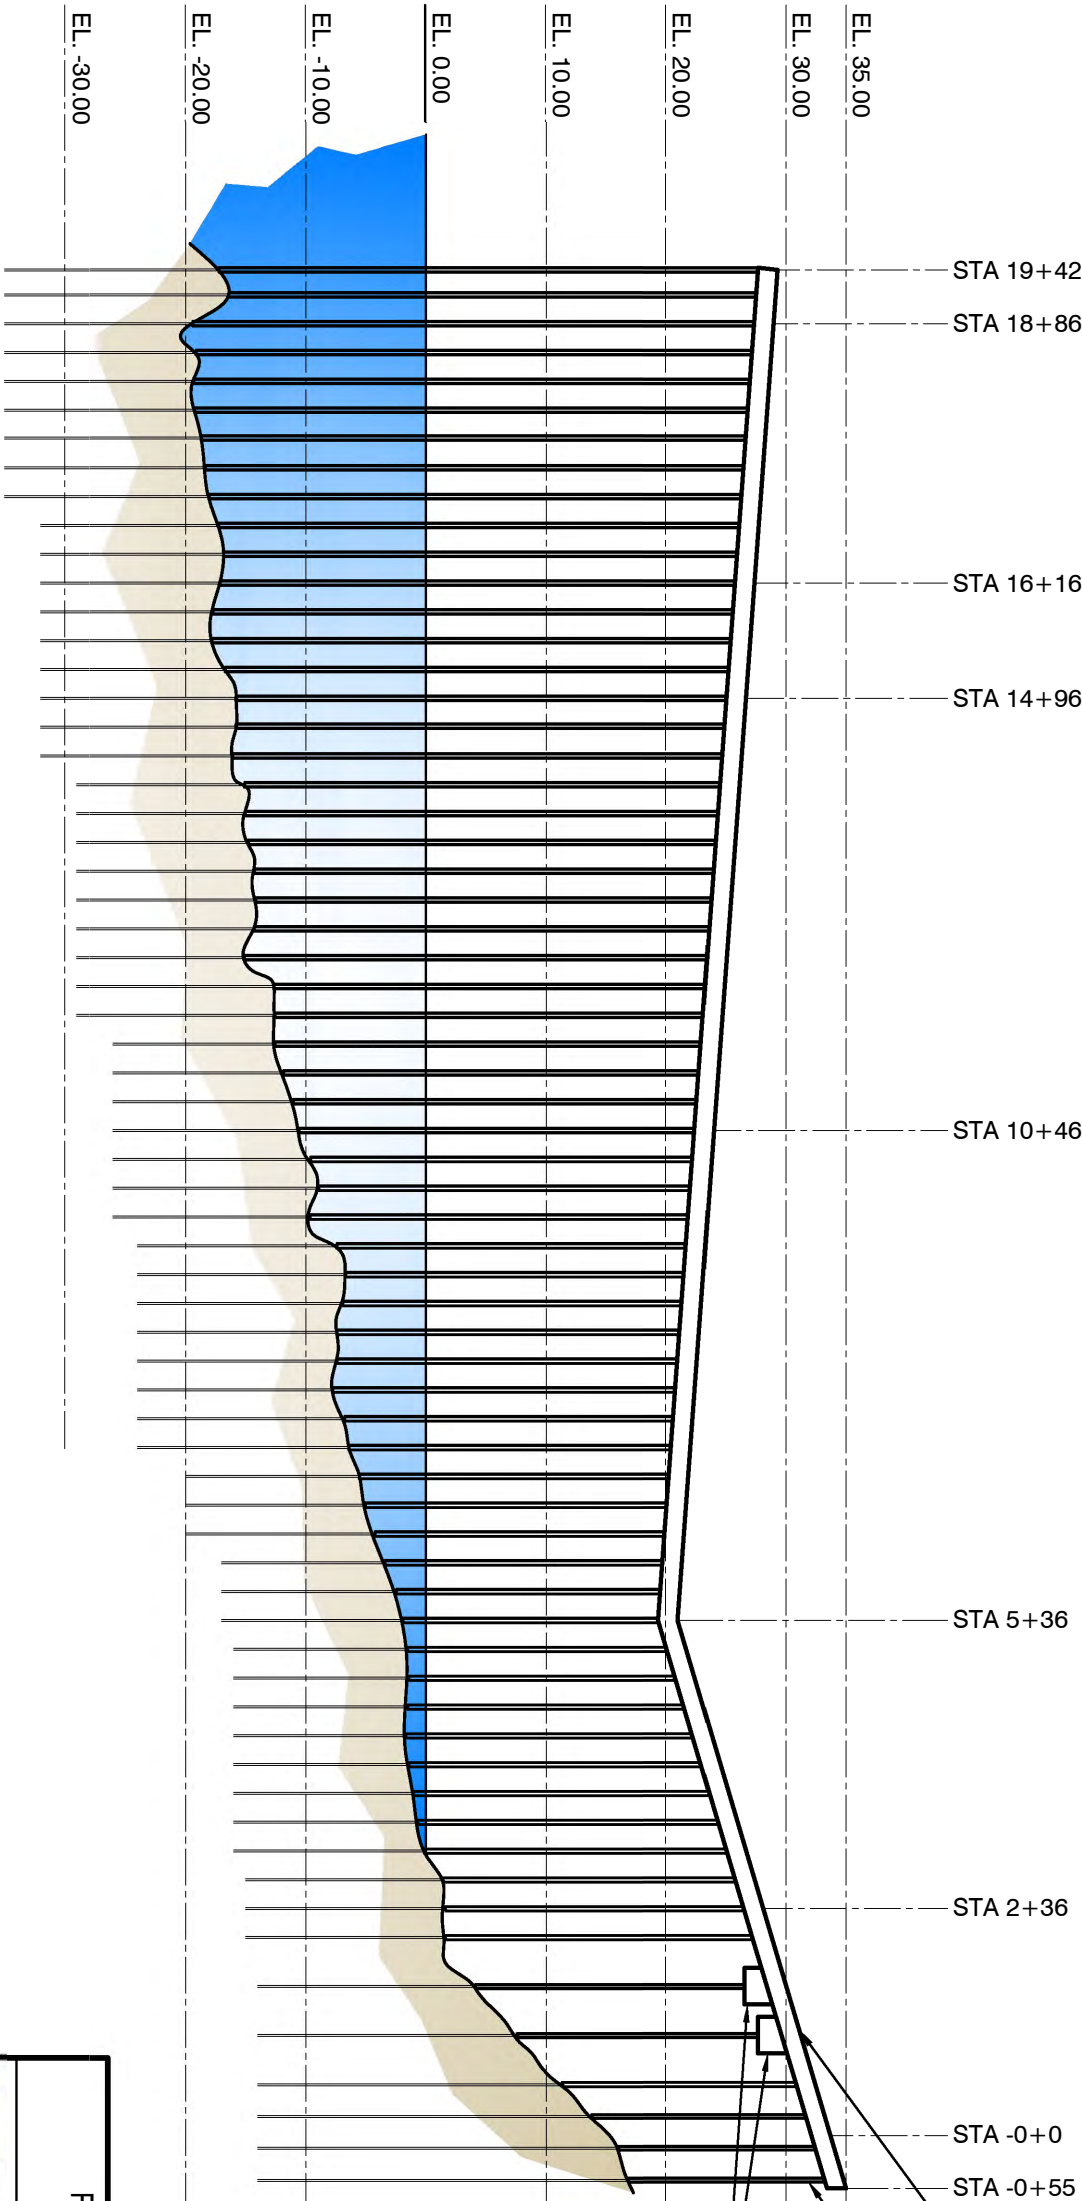 EL. -30.00
EL. -20.00
EL. -10.00
EL. 0.00
EL. 10.00
EL. 20.00
EL. 30.00
EL. 35.00
STA 19+42
STA 18+86
STA 16+16
STA 14+96
STA 10+46
STA 5+36
STA 2+36
STA -0+0
STA -0+55